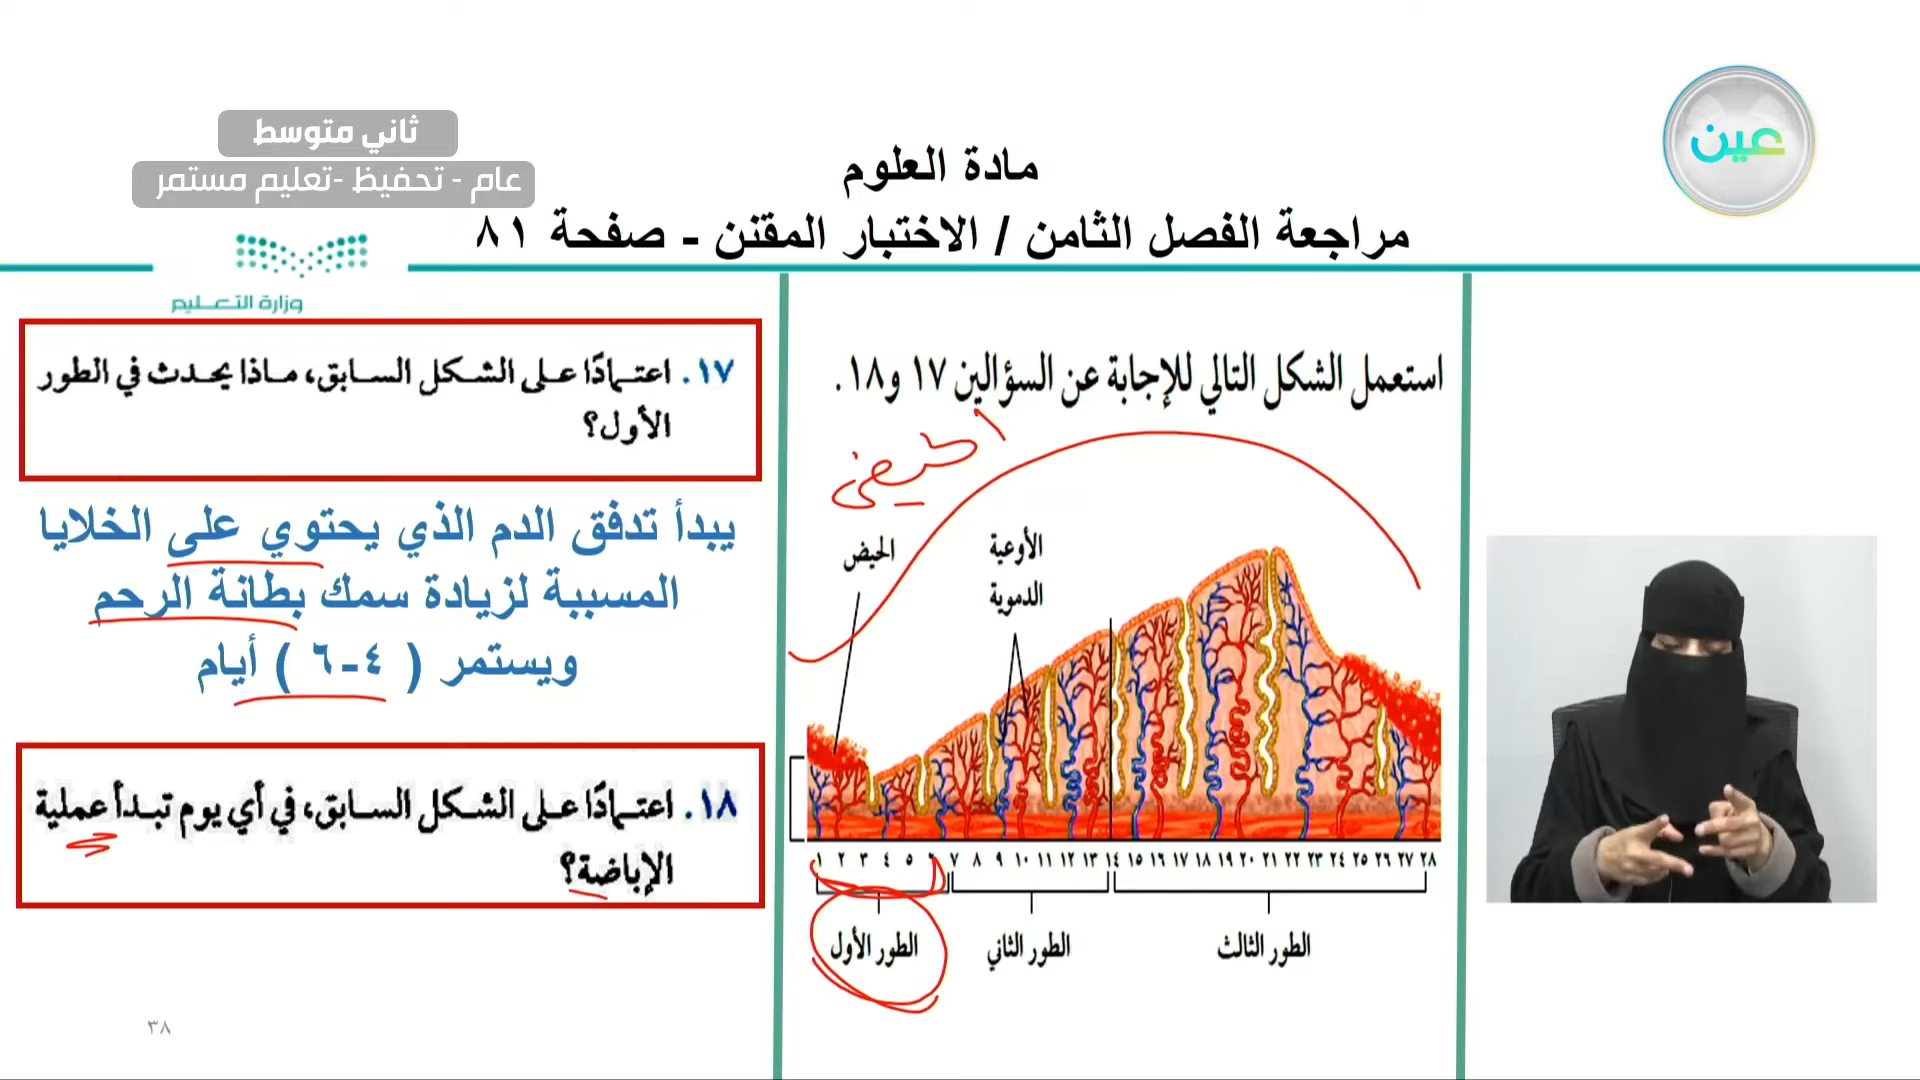 عين
ثاني متوسط
عام - تحفيظ -تعليم مستمر
مادة العلوم
مراجعة الفصل الثامن / الاختبار المقنن - صفحة ٨١
وزارة التعليم
استعمل الشكل التالي للإجابة عن السؤالين ١٧ و١٨.
الحيض
الحيض
الأوعية
الدموية
١ ٢ ٣ ٤ ٥ ٦ ٧ ٨ ٩ ١٠ ١١ ١٢ ١٣ ١٤ ١٥ ١٦ ١٧ ١٨ ١٩ ٢٠ ٢١ ٢٢ ٢٣ ٢٤ ٢٥ ٢٦ ٢٧ ٢٨
الطور الأول
الطور الثاني
الطور الثالث
١٧. اعتمادًا على الشكل السابق، ماذا يحدث في الطور
الأول؟
يبدأ تدفق الدم الذي يحتوي على الخلايا
المسببة لزيادة سمك بطانة الرحم
ويستمر ( ٤-٦ ) أيام
١٨. اعتمادًا على الشكل السابق، في أي يوم تبدأ عملية
الإباضة؟
٣٨